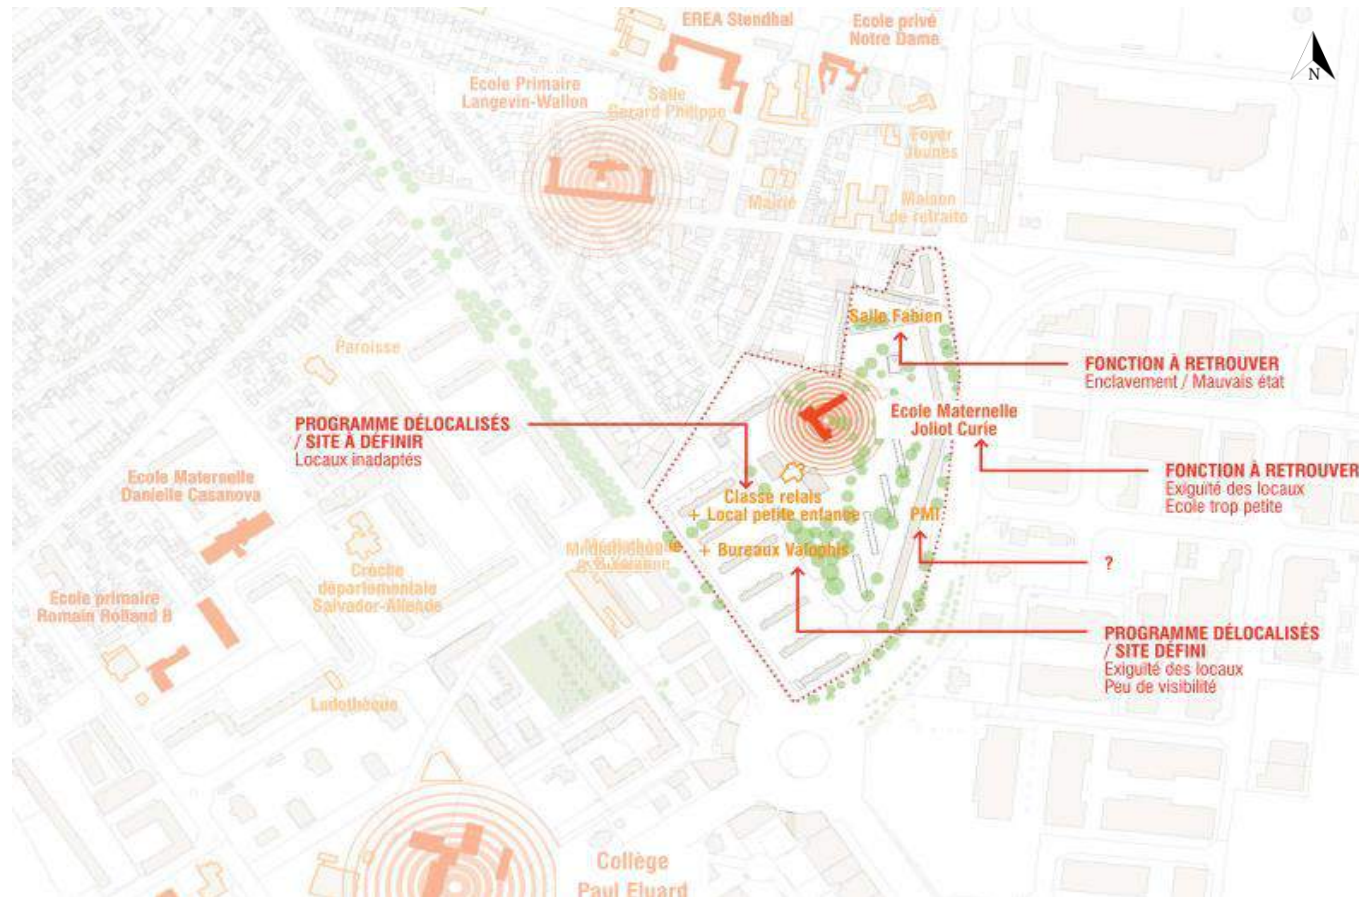 EREA Stendhal
Ecole privé
Notre Dame
N
Ecole Primaire
Langevin-Wallon
Salle
Gerard Philippe
Foyer
Jeunes
Mairie
Maison
de retraite
Salle Fabien
Paroisse
FONCTION À RETROUVER
Enclavement / Mauvais état
PROGRAMME DÉLOCALISÉS
/ SITE À DÉFINIR
Locaux inadaptés
Ecole Maternelle
Joliot Curie
FONCTION À RETROUVER
Exiguïté des locaux
Ecole trop petite
Ecole Maternelle
Danielle Casanova
Classe relais
+ Local petite enfance
PMI
+ Bureaux Valophis
Médiathèque
?
Crèche
départementale
Salvador-Allende
Ecole primaire
Romain Rolland B
PROGRAMME DÉLOCALISÉS
/ SITE DÉFINI
Exiguïté des locaux
Peu de visibilité
Ludothèque
Collège
Paul Eluard